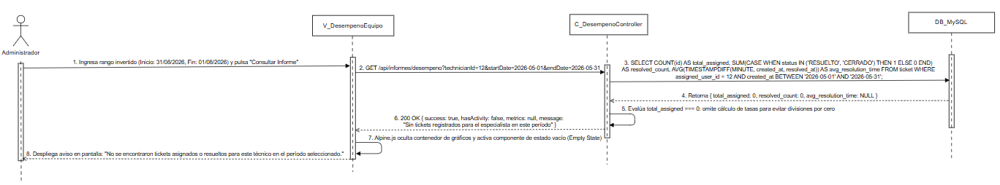 V_DesempenoEquipo
C_DesempenoController
DB_MySQL
Administrador
1. Ingresa rango invertido (Inicio: 31/08/2026, Fin: 01/08/2026) y pulsa "Consultar Informe"
2. GET /api/informes/desempeno?technicianId=12&startDate=2026-05-01&endDate=2026-05-31
3. SELECT COUNT(id) AS total_assigned, SUM(CASE WHEN status IN ('RESUELTO', 'CERRADO') THEN 1 ELSE 0 END)
AS resolved_count, AVG(TIMESTAMPDIFF(MINUTE, created_at, resolved_at)) AS avg_resolution_time FROM ticket WHERE
assigned_user_id = 12 AND created_at BETWEEN '2026-05-01' AND '2026-05-31';
4. Retorna { total_assigned: 0, resolved_count: 0, avg_resolution_time: NULL }
5. Evalúa total_assigned === 0: omite cálculo de tasas para evitar divisiones por cero
6. 200 OK { success: true, hasActivity: false, metrics: null, message:
"Sin tickets registrados para el especialista en este período" }
7. Alpine.js oculta contenedor de gráficos y activa componente de estado vacío (Empty State)
8. Despliega aviso en pantalla: "No se encontraron tickets asignados o resueltos para este técnico en el período seleccionado."